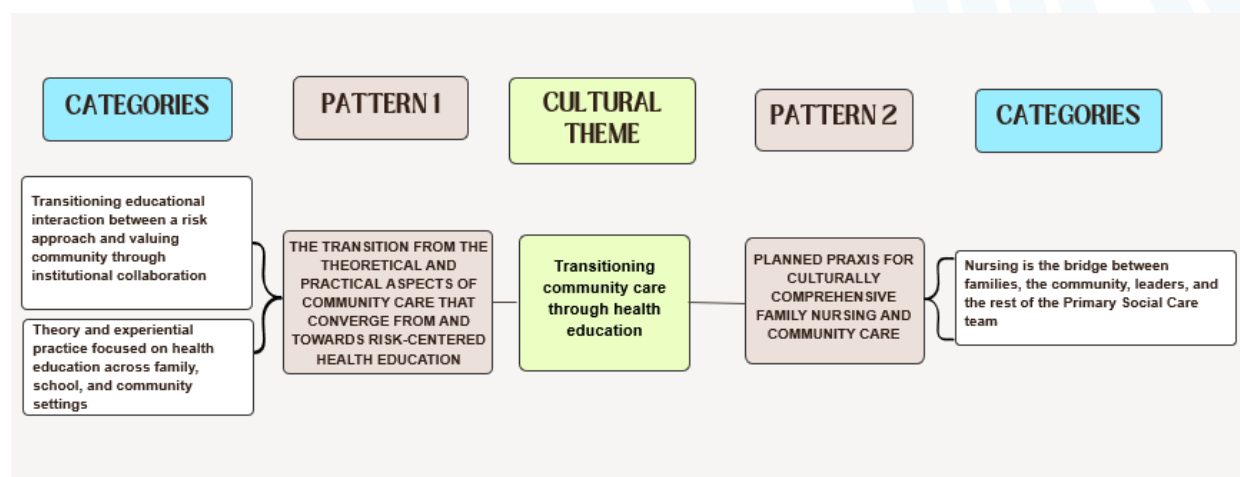 CATEGORIES
PATTERN 1
CULTURAL
THEME
PATTERN 2
CATEGORIES
Transitioning educational
interaction between a risk
approach and valuing
community through
institutional collaboration
Theory and experiential
practice focused on health
education across family,
school, and community
settings
THE TRANSITION FROM THE
THEORETICAL AND
PRACTICAL ASPECTS OF
COMMUNITY CARE THAT
CONVERGE FROM AND
TOWARDS RISK-CENTERED
HEALTH EDUCATION
Transitioning
community care
through health
education
PLANNED PRAXIS FOR
CULTURALLY
COMPREHENSIVE
FAMILY NURSING AND
COMMUNITY CARE
Nursing is the bridge between
families, the community, leaders, and
the rest of the Primary Social Care
team